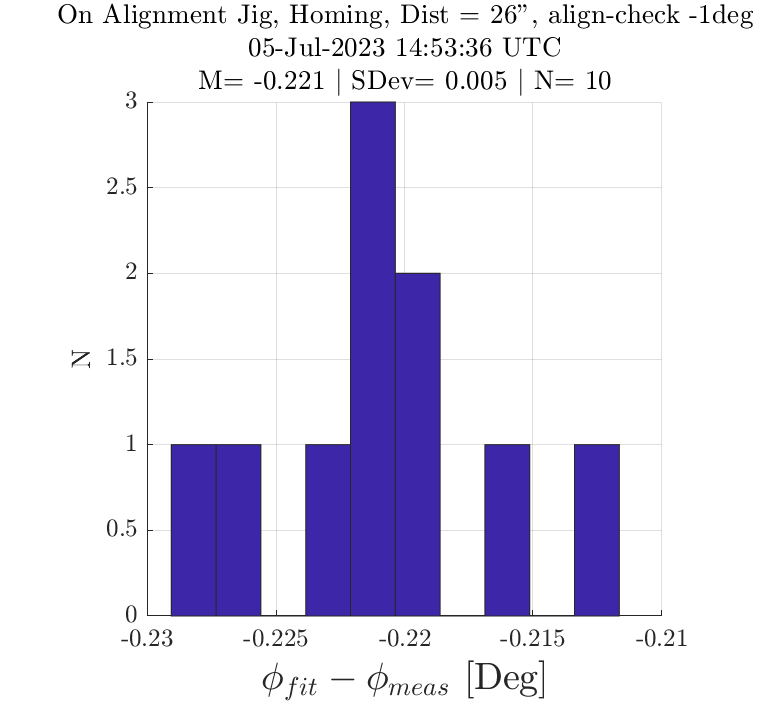 On Alignment Jig, Homing, Dist = 26”, align-check -1deg
05-Jul-2023 14:53:36 UTC
M= -0.221 | SDev= 0.005 | N= 10
3
2.5
2
1.5
1
0.5
0
N
-0.23 -0.225 -0.22 -0.215 -0.21
ϕfit − ϕmeas [Deg]